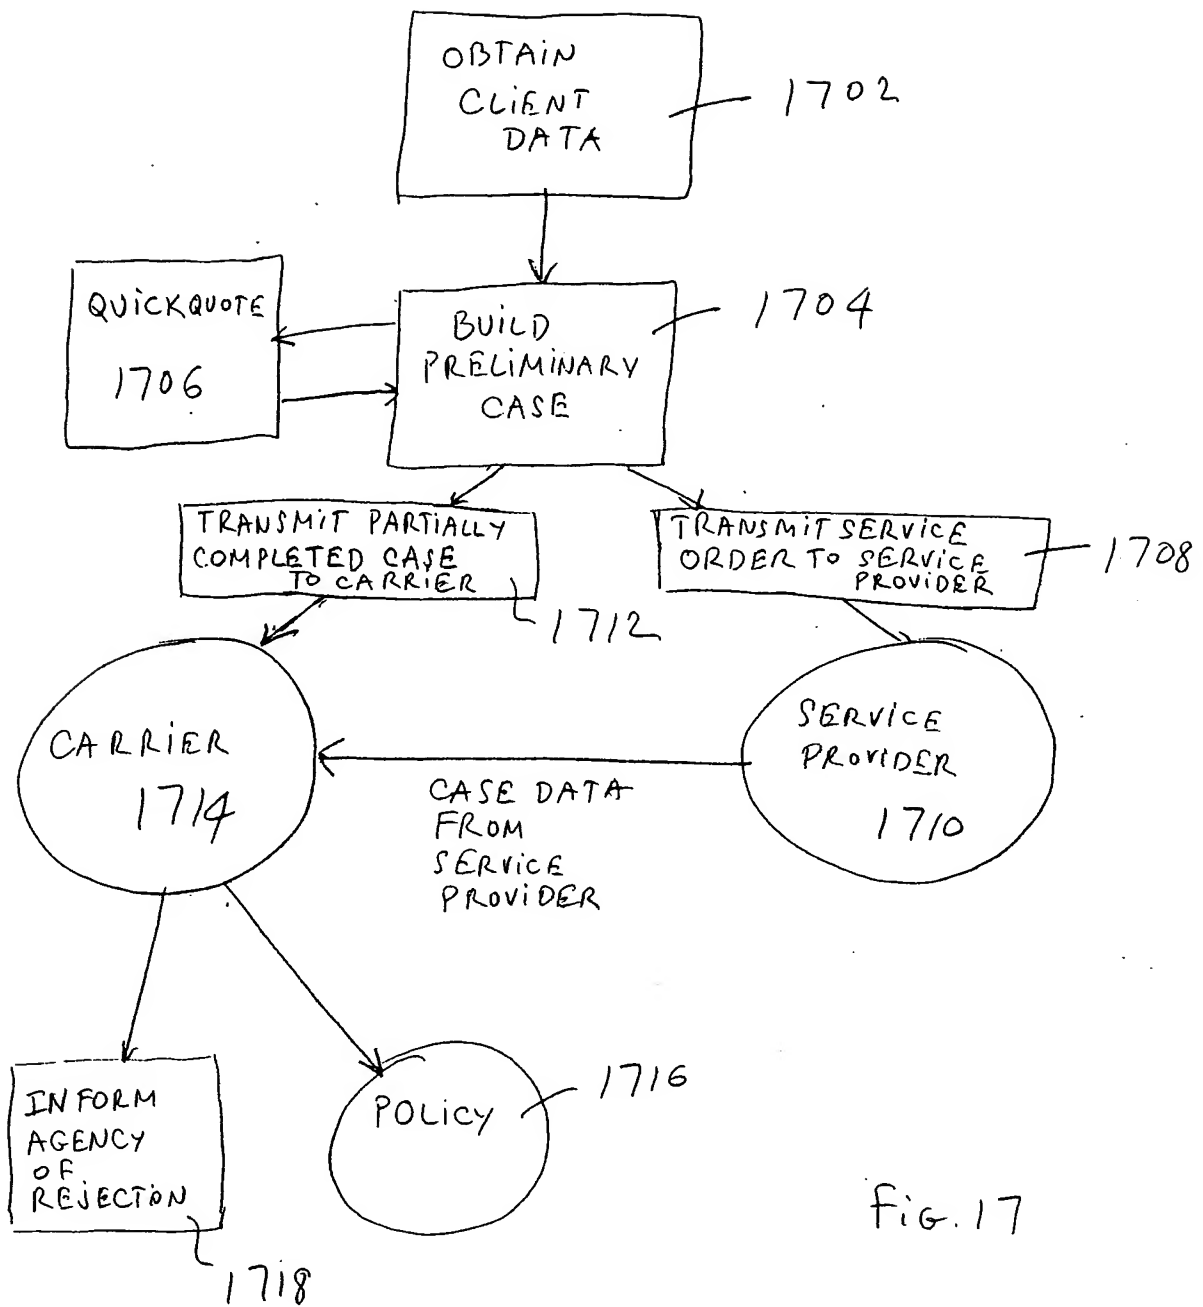 OBTAIN
CLIENT
DATA
1702
QUICKQUOTE
1706
BUILD
PRELIMINARY
CASE
1704
TRANSMIT PARTIALLY
COMPLETED CASE
TO CARRIER
1712
TRANSMIT SERVICE
ORDER TO SERVICE
PROVIDER
1708
CARRIER
1714
SERVICE
PROVIDER
1710
CASE DATA
FROM
SERVICE
PROVIDER
INFORM
AGENCY
OF
REJECTON
1718
POLICY
1716
FIG. 17